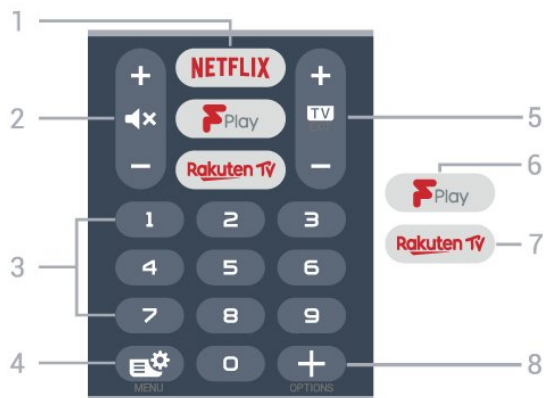 1
NETFLIX
+ +
2
Play
TV
EXIT
5
- -
Rakuten TV
6
Play
1 2 3
Rakuten TV
7
3
4 5 6
7 8 9
4
0
+
8
MENU
OPTIONS